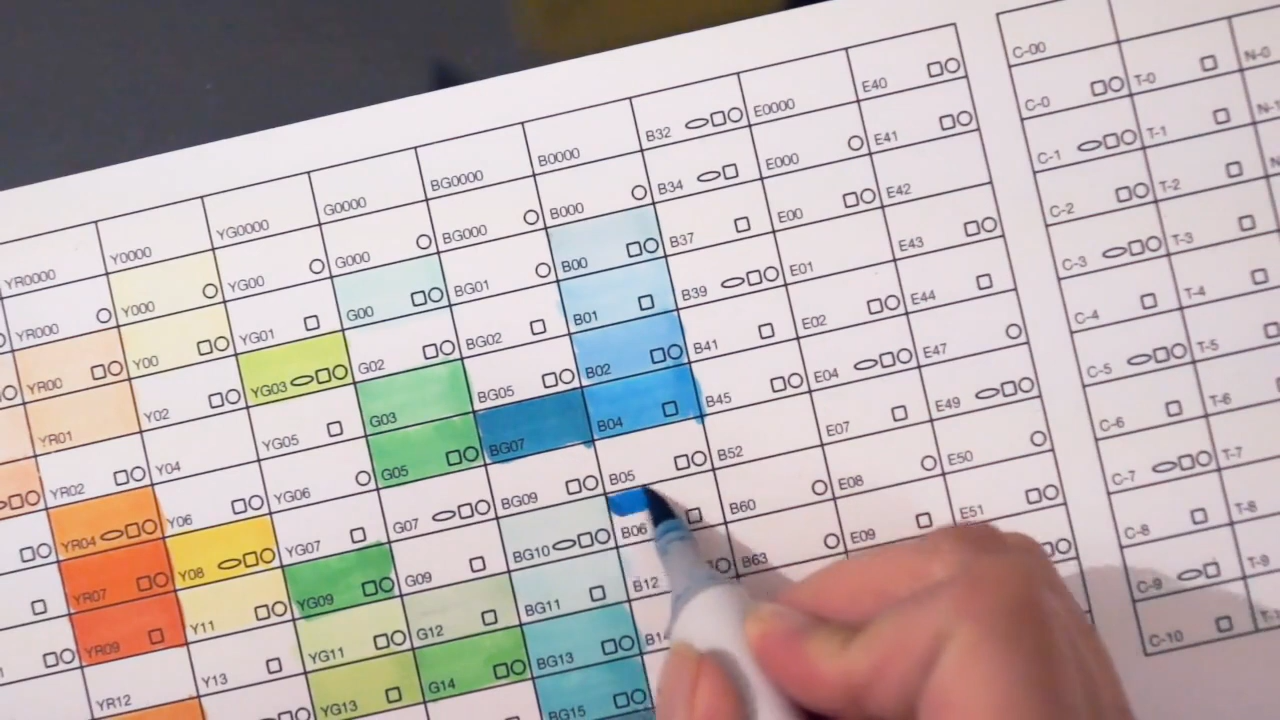 YR0000
YR000
YR00
YR01
YR02
YR04
YR07
YR09
YR12
Y0000
Y000
Y00
Y02
Y04
Y06
Y08
Y11
Y13
YG0000
YG00
YG01
YG03
YG05
YG06
YG07
YG09
YG11
YG13
G0000
G000
G00
G02
G03
G05
G07
G09
G12
G14
BG0000
BG000
BG01
BG02
BG05
BG07
BG09
BG10
BG11
BG13
BG15
B0000
B000
B00
B01
B02
B04
B05
B06
B12
B32
B34
B37
B39
B41
B45
B52
B60
B63
E0000
E000
E00
E01
E02
E04
E07
E08
E09
E40
E41
E42
E43
E44
E47
E49
E50
E51
C-00
C-0
C-1
C-2
C-3
C-4
C-5
C-6
C-7
C-8
C-9
C-10
T-0
T-1
T-2
T-3
T-4
T-5
T-6
T-7
T-8
T-9
N-0